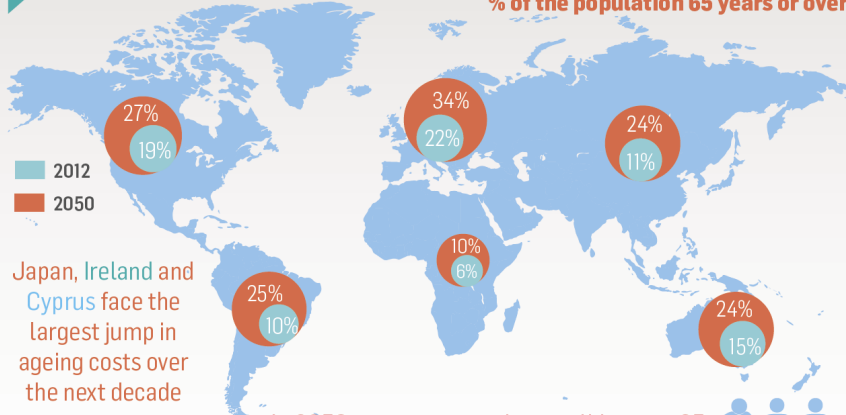 % of the population 65 years or over
27%
19%
34%
22%
24%
11%
2012
2050
10%
6%
25%
10%
24%
15%
Japan, Ireland and
Cyprus face the
largest jump in
ageing costs over
the next decade